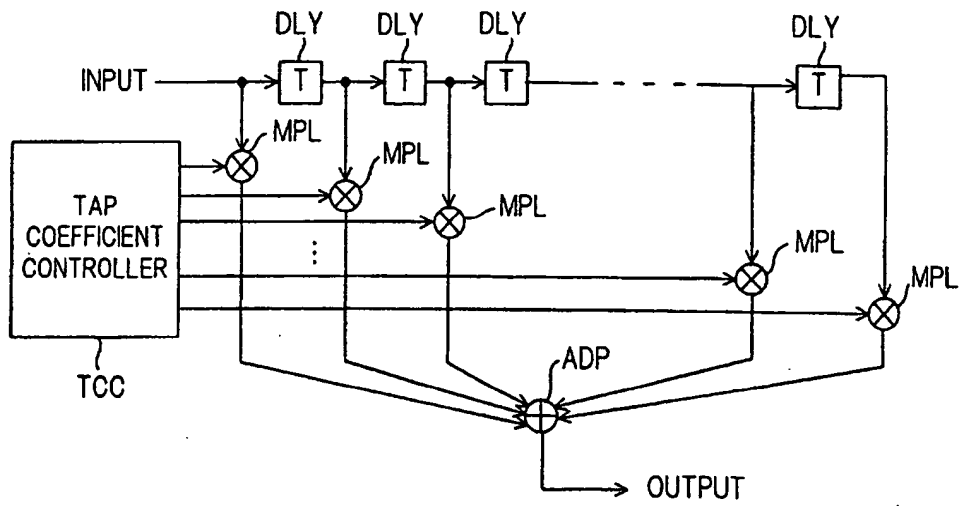 DLY DLY DLY DLY
INPUT T T T T
MPL
MPL
MPL
TAP
COEFFICIENT
CONTROLLER
MPL
MPL
TCC
ADP
OUTPUT